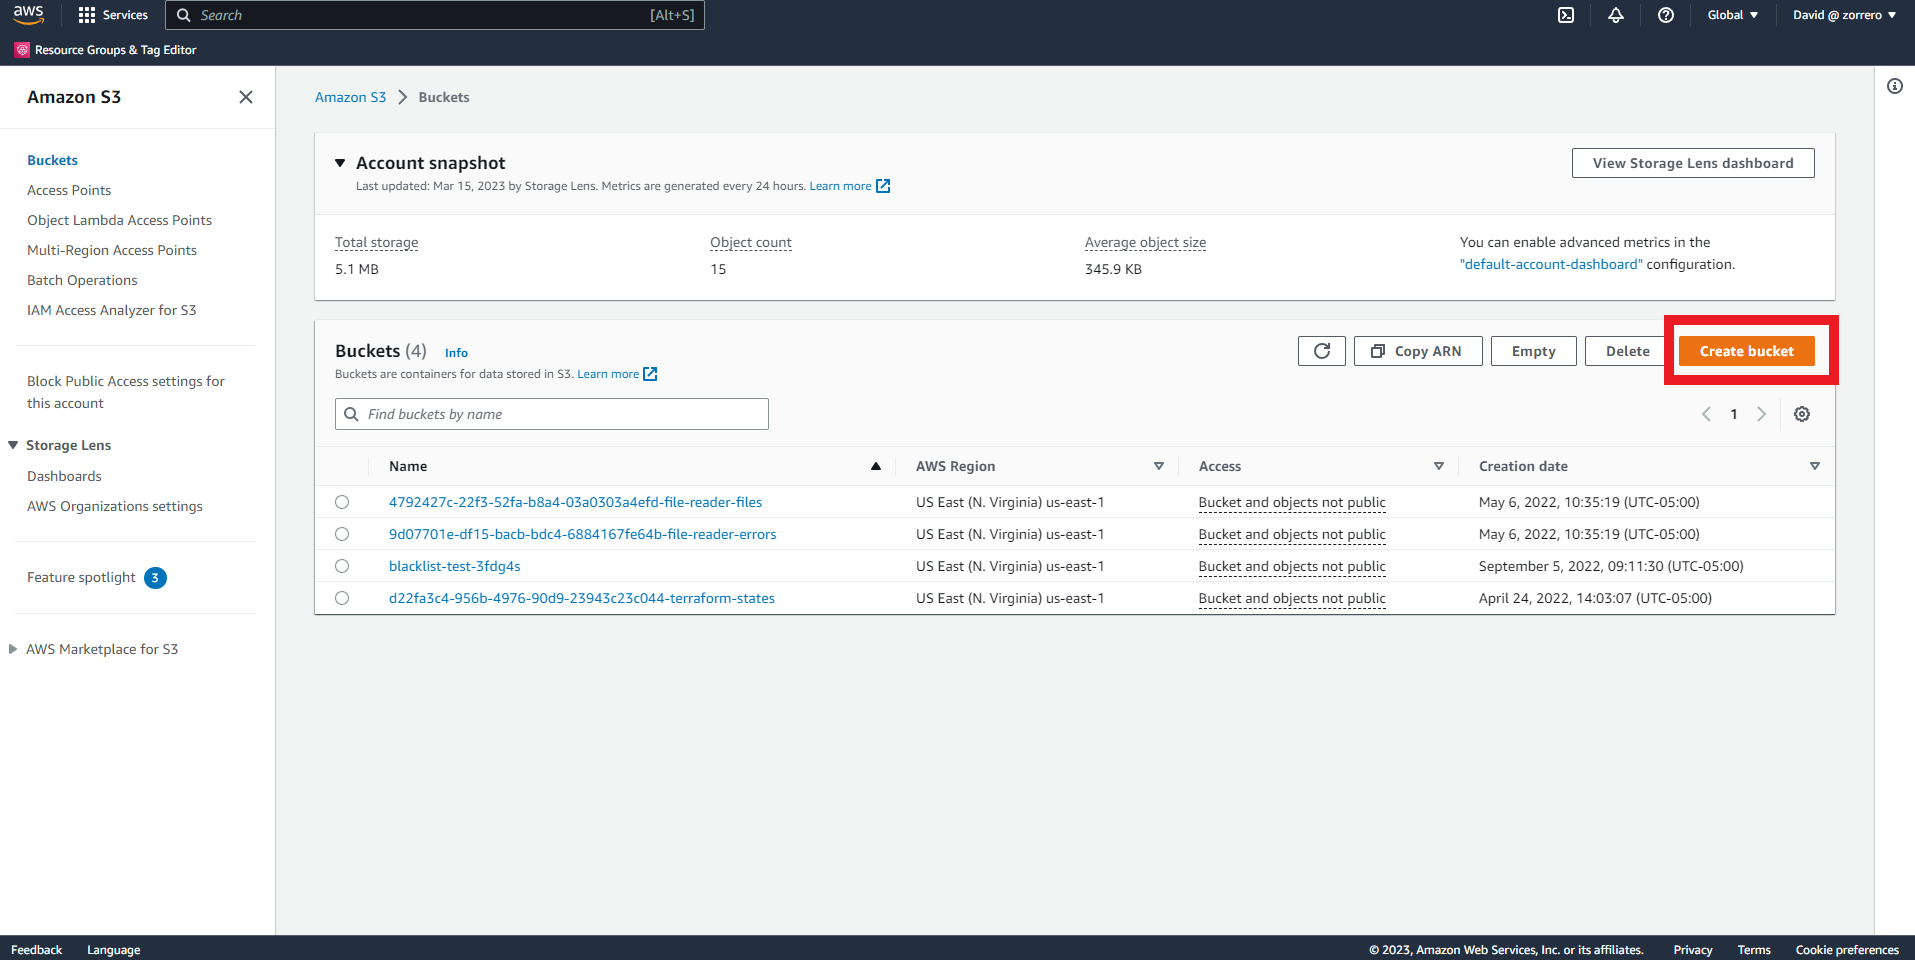 aws
Services
Search [Alt+S]
Global
David @ zorrero
Resource Groups & Tag Editor
Amazon S3
Buckets
Access Points
Object Lambda Access Points
Multi-Region Access Points
Batch Operations
IAM Access Analyzer for S3
Block Public Access settings for
this account
Storage Lens
Dashboards
AWS Organizations settings
Feature spotlight 3
AWS Marketplace for S3
Amazon S3 > Buckets
Account snapshot
Last updated: Mar 15, 2023 by Storage Lens. Metrics are generated every 24 hours. Learn more
View Storage Lens dashboard
Total storage
5.1 MB
Object count
15
Average object size
345.9 KB
You can enable advanced metrics in the
"default-account-dashboard" configuration.
Buckets (4) Info
Buckets are containers for data stored in S3. Learn more
Copy ARN
Empty
Delete
Create bucket
Find buckets by name
1
Name AWS Region Access Creation date
4792427c-22f3-52fa-b8a4-03a0303a4efd-file-reader-files US East (N. Virginia) us-east-1 Bucket and objects not public May 6, 2022, 10:35:19 (UTC-05:00)
9d07701e-df15-bacb-bdc4-6884167fe64b-file-reader-errors US East (N. Virginia) us-east-1 Bucket and objects not public May 6, 2022, 10:35:19 (UTC-05:00)
blacklist-test-3fdg4s US East (N. Virginia) us-east-1 Bucket and objects not public September 5, 2022, 09:11:30 (UTC-05:00)
d22fa3c4-956b-4976-90d9-23943c23c044-terraform-states US East (N. Virginia) us-east-1 Bucket and objects not public April 24, 2022, 14:03:07 (UTC-05:00)
Feedback Language © 2023, Amazon Web Services, Inc. or its affiliates. Privacy Terms Cookie preferences